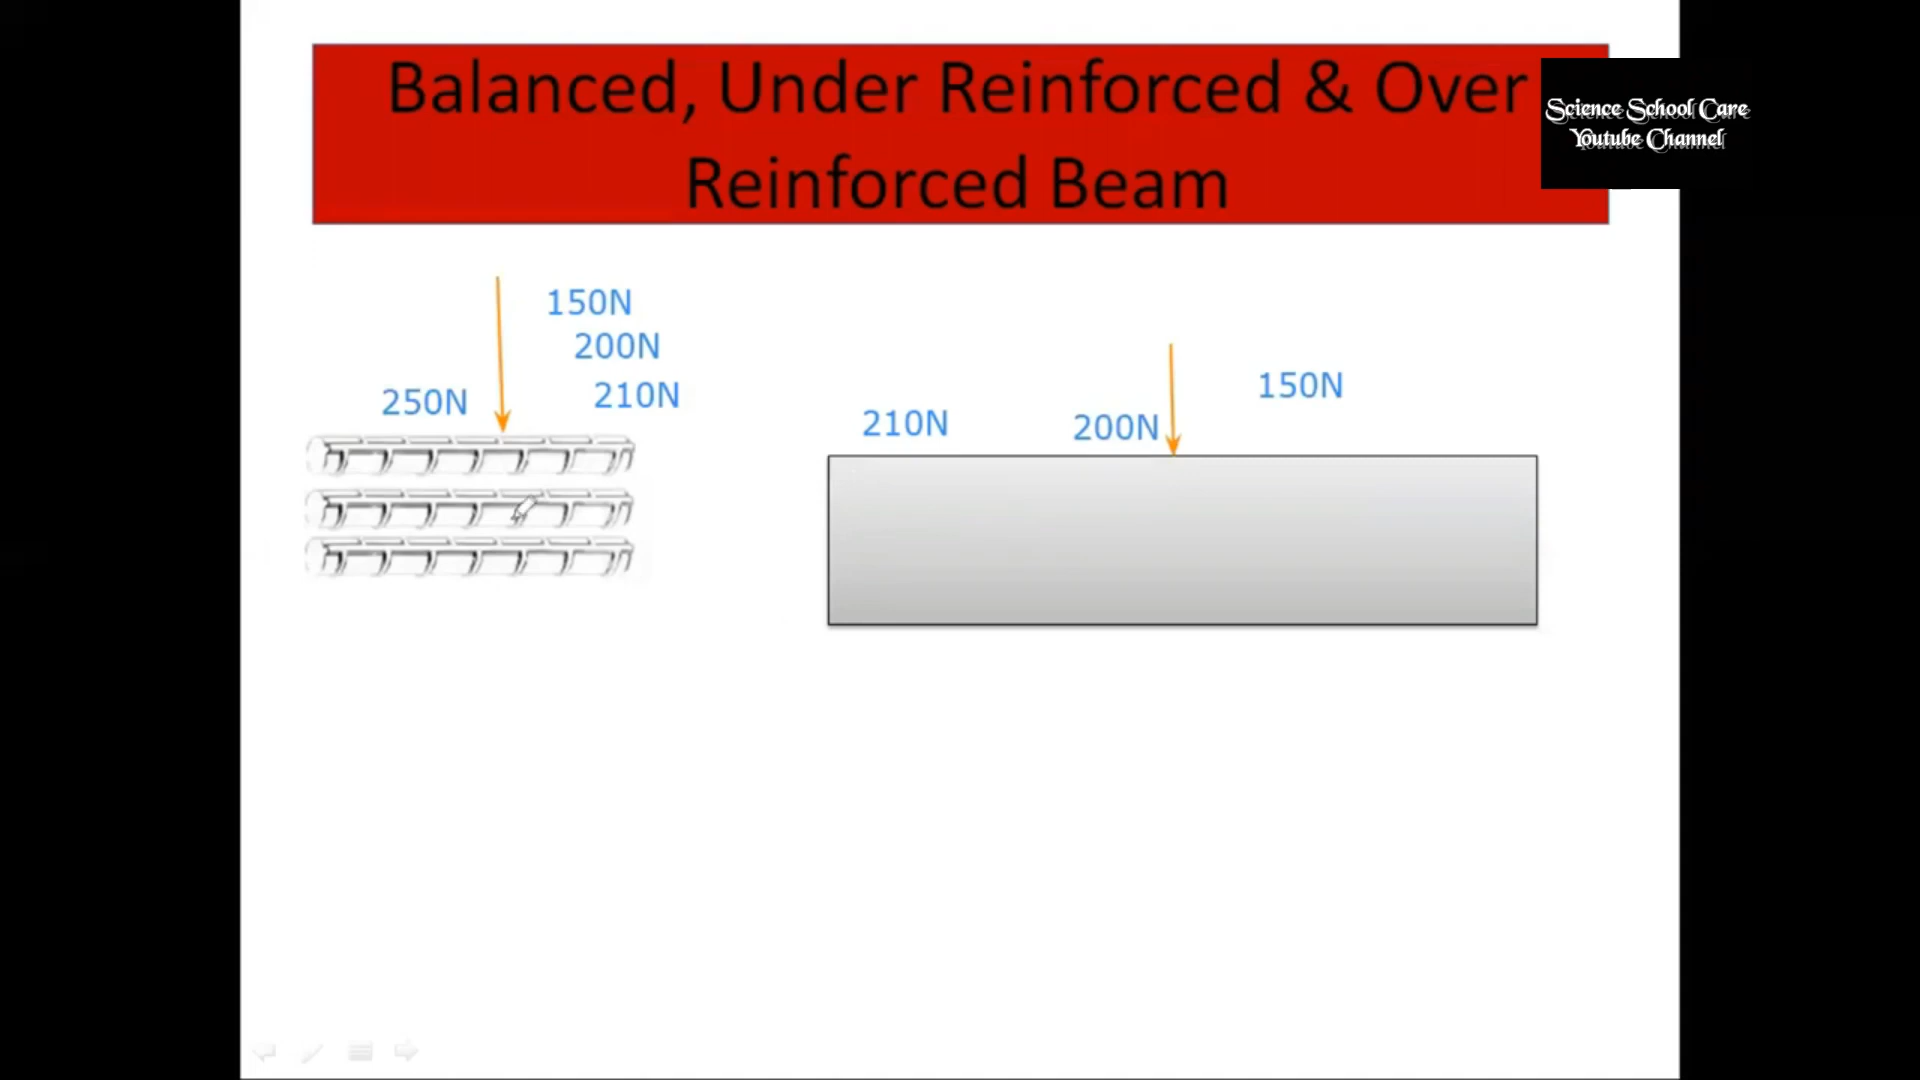 Balanced, Under Reinforced & Over
Reinforced Beam
Science School Care
Youtube Channel
150N
200N
210N
250N
150N
210N
200N